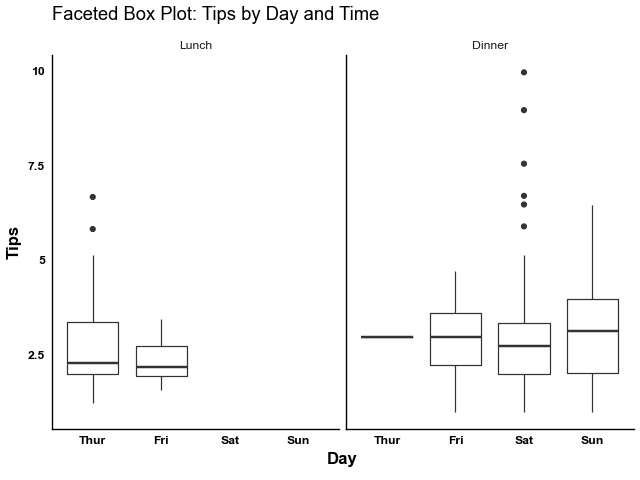 Faceted Box Plot: Tips by Day and Time
Lunch
Dinner
10
7.5
5
2.5
Tips
Thur
Fri
Sat
Sun
Thur
Fri
Sat
Sun
Day